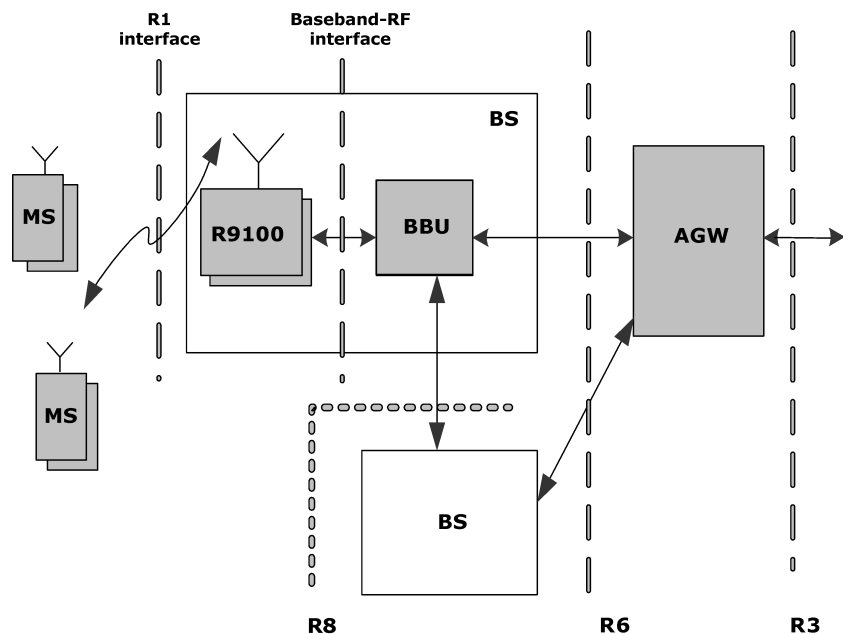 R1
interface
Baseband-RF
interface
BS
MS
R9100
BBU
AGW
MS
BS
R8
R6
R3